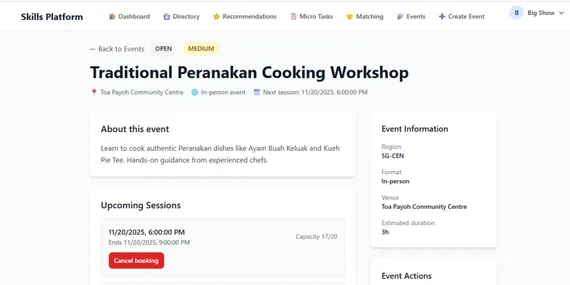 Skills Platform
Dashboard
Directory
Recommendations
Micro Tasks
Matching
Events
Create Event
B
Big Show
← Back to Events
OPEN
MEDIUM
Traditional Peranakan Cooking Workshop
Toa Payoh Community Centre
In-person event
Next session: 11/20/2025, 6:00:00 PM
About this event
Learn to cook authentic Peranakan dishes like Ayam Buah Keluak and Kueh
Pie Tee. Hands-on guidance from experienced chefs.
Upcoming Sessions
11/20/2025, 6:00:00 PM
Ends 11/20/2025, 9:00:00 PM
Capacity 17/20
Cancel booking
Event Information
Region
SG-CEN
Format
In-person
Venue
Toa Payoh Community Centre
Estimated duration
3h
Event Actions